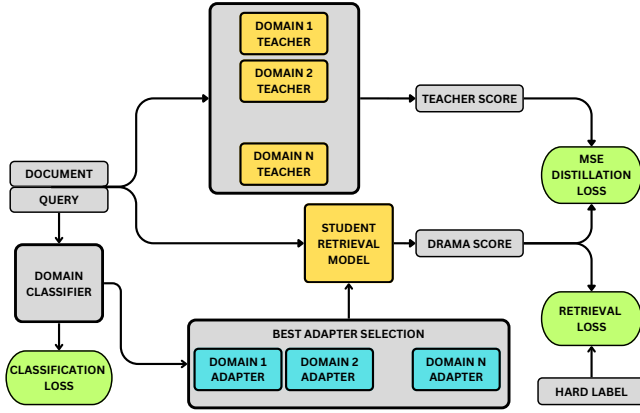 DOMAIN 1
TEACHER
DOMAIN 2
TEACHER
DOMAIN N
TEACHER
TEACHER SCORE
MSE
DISTILLATION
LOSS
DOCUMENT
QUERY
STUDENT
RETRIEVAL
MODEL
DRAMA SCORE
DOMAIN
CLASSIFIER
RETRIEVAL
LOSS
BEST ADAPTER SELECTION
DOMAIN 1
ADAPTER
DOMAIN 2
ADAPTER
DOMAIN N
ADAPTER
CLASSIFICATION
LOSS
HARD LABEL